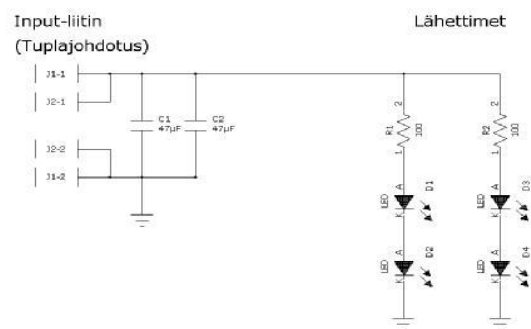 Input-liitin
(Tuplajohdotus)
Lähettimet
J1-1
J2-1
J2-2
J1-2
C1
47µF
C2
47µF
2
R1
100
1
2
R2
100
1
A
LED
D1
K
A
LED
D3
K
A
LED
D2
K
A
LED
D4
K